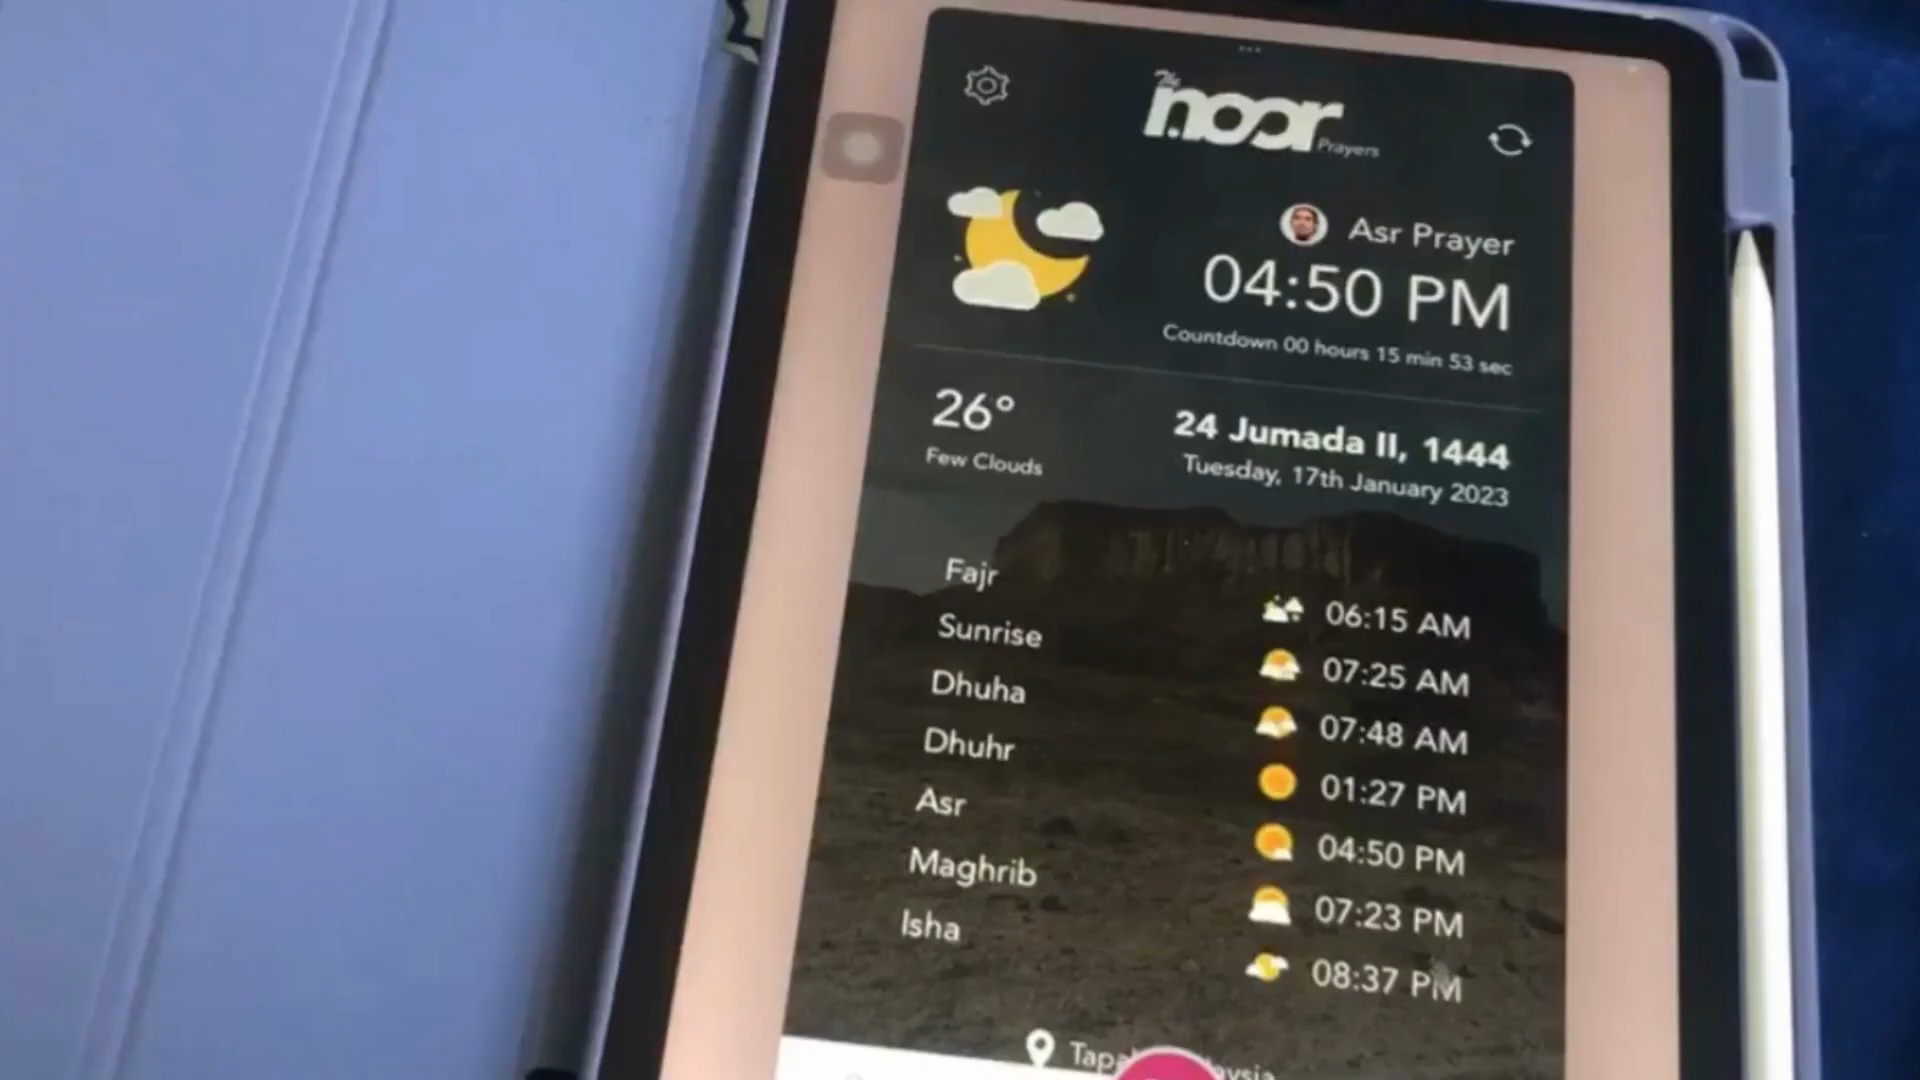 The
noor
Prayers
Asr Prayer
04:50 PM
Countdown 00 hours 15 min 53 sec
26°
Few Clouds
24 Jumada II, 1444
Tuesday, 17th January 2023
Fajr 06:15 AM
Sunrise 07:25 AM
Dhuha 07:48 AM
Dhuhr 01:27 PM
Asr 04:50 PM
Maghrib 07:23 PM
Isha 08:37 PM